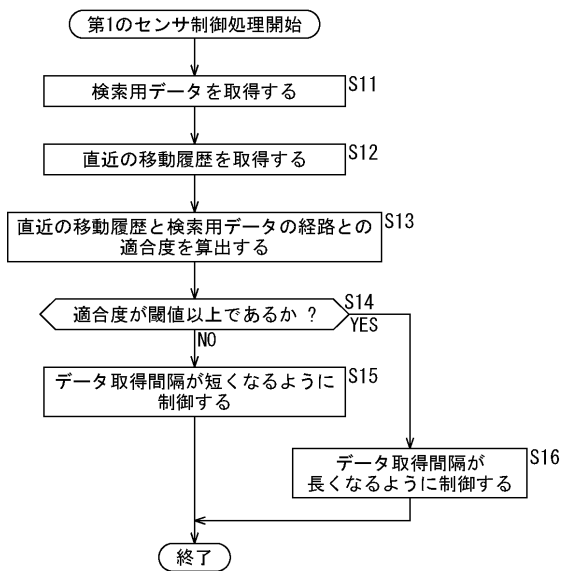 第1のセンサ制御処理開始
検索用データを取得する
S11
直近の移動履歴を取得する
S12
直近の移動履歴と検索用データの経路との
適合度を算出する
S13
適合度が閾値以上であるか ?
S14
YES
NO
データ取得間隔が短くなるように
制御する
S15
データ取得間隔が
長くなるように制御する
S16
終了